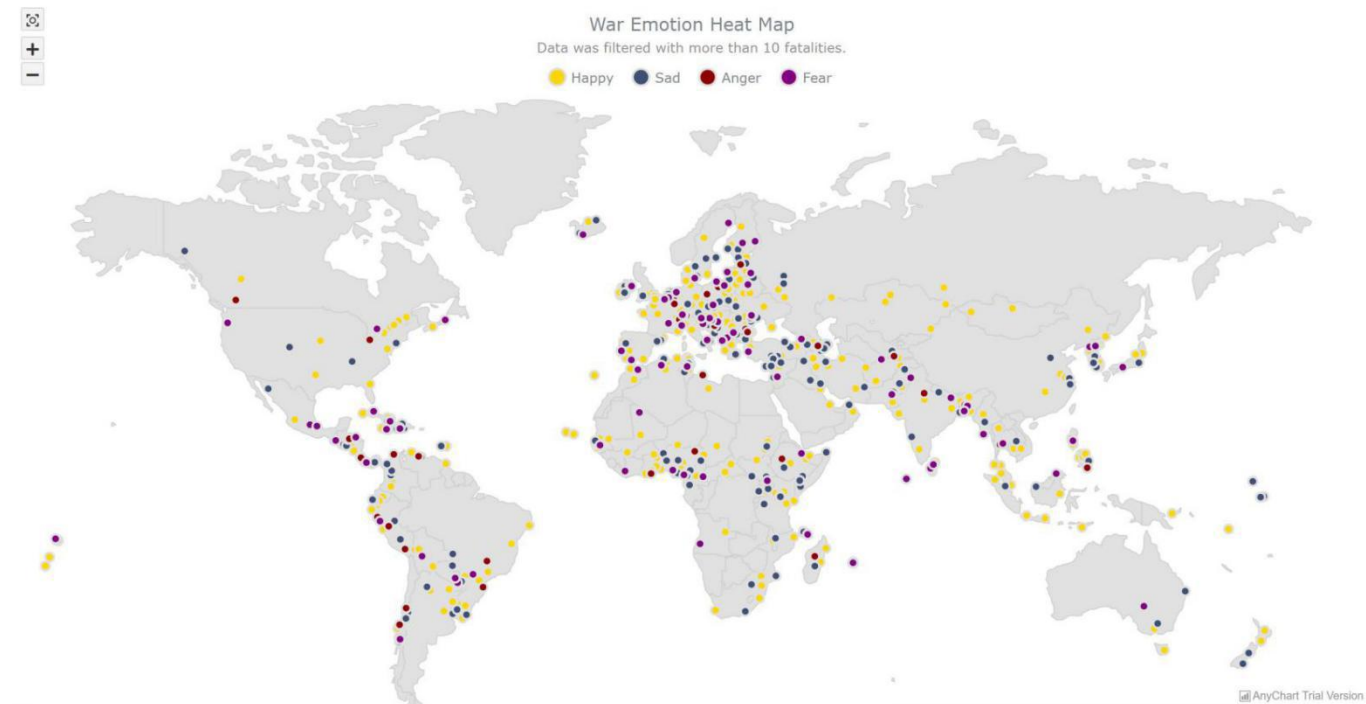 War Emotion Heat Map
Data was filtered with more than 10 fatalities.
Happy Sad Anger Fear
AnyChart Trial Version